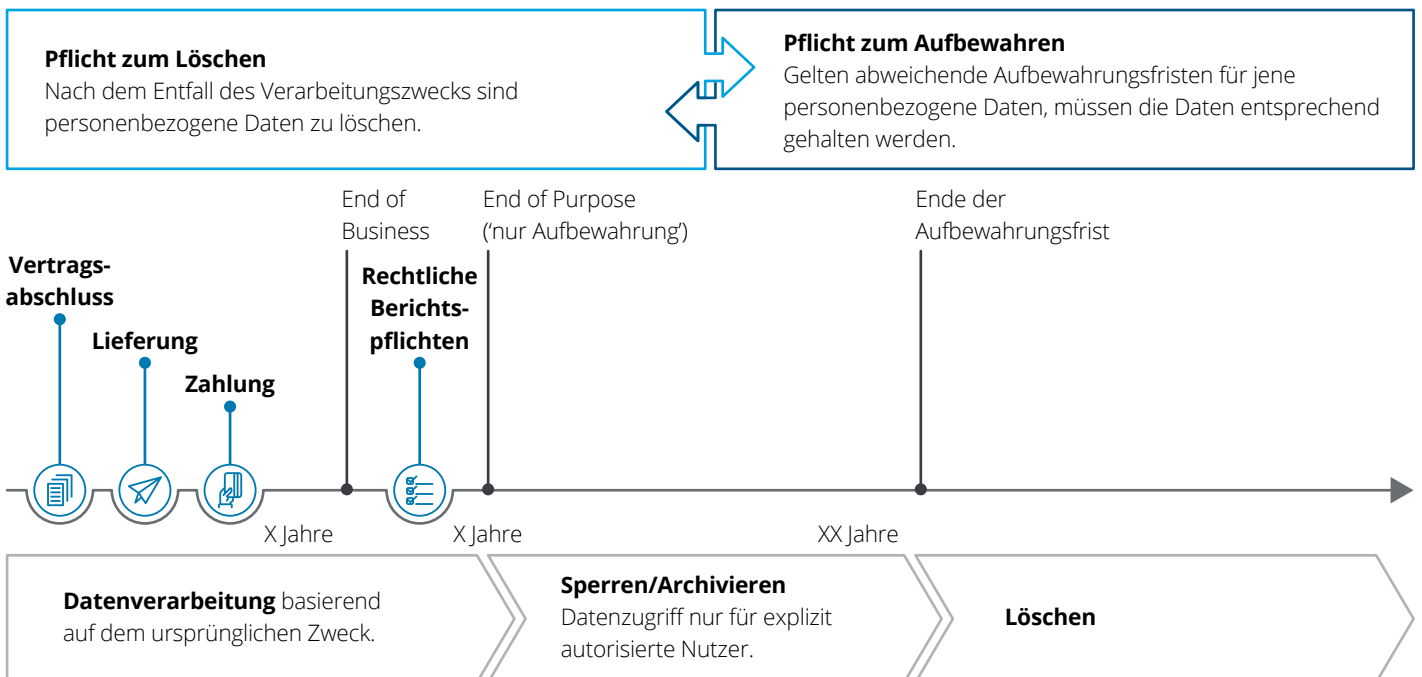 Pflicht zum Löschen
Nach dem Entfall des Verarbeitungszwecks sind
personenbezogene Daten zu löschen.
Pflicht zum Aufbewahren
Gelten abweichende Aufbewahrungsfristen für jene
personenbezogene Daten, müssen die Daten entsprechend
gehalten werden.
End of
Business
End of Purpose
(‘nur Aufbewahrung’)
Ende der
Aufbewahrungsfrist
Vertrags-
abschluss
Lieferung
Zahlung
Rechtliche
Berichts-
pflichten
X Jahre
X Jahre
XX Jahre
Datenverarbeitung basierend
auf dem ursprünglichen Zweck.
Sperren/Archivieren
Datenzugriff nur für explizit
autorisierte Nutzer.
Löschen